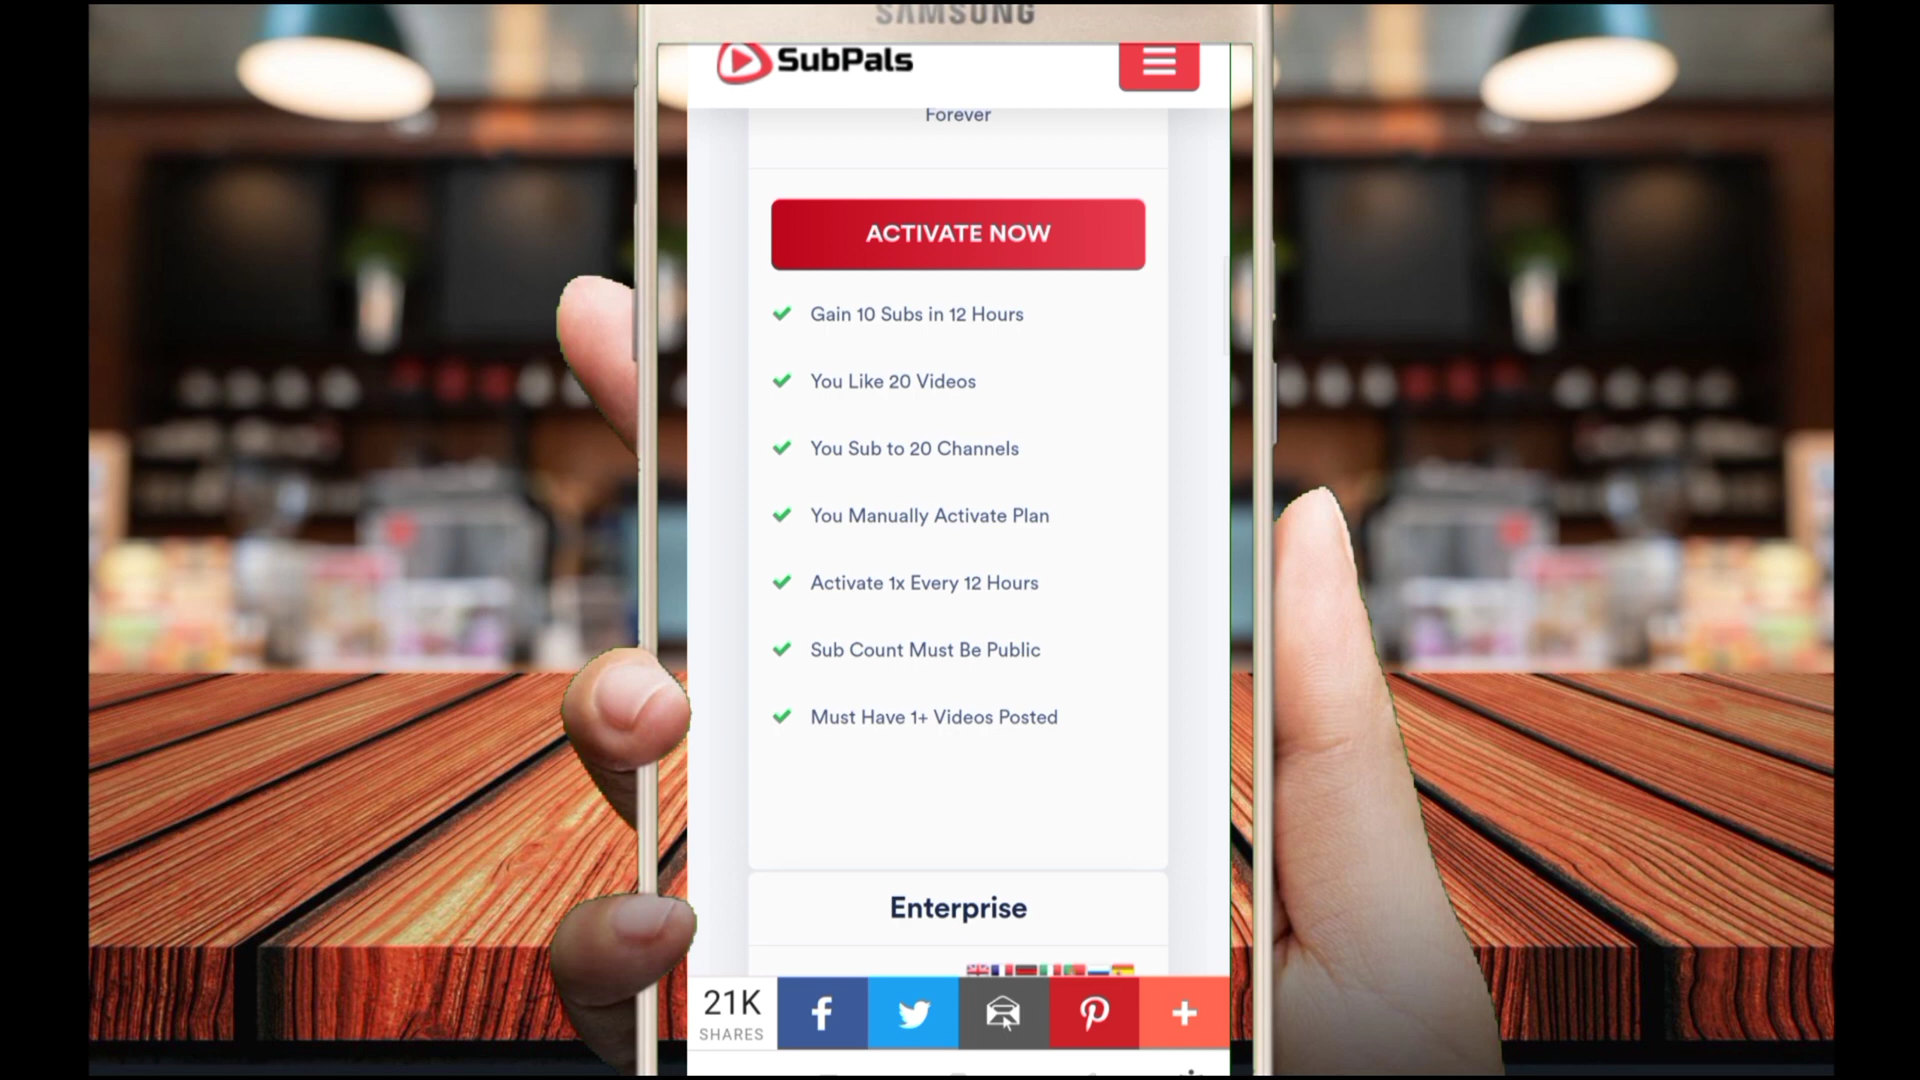 SAMSUNG
SubPals
Forever
ACTIVATE NOW
Gain 10 Subs in 12 Hours
You Like 20 Videos
You Sub to 20 Channels
You Manually Activate Plan
Activate 1x Every 12 Hours
Sub Count Must Be Public
Must Have 1+ Videos Posted
Enterprise
21K
SHARES